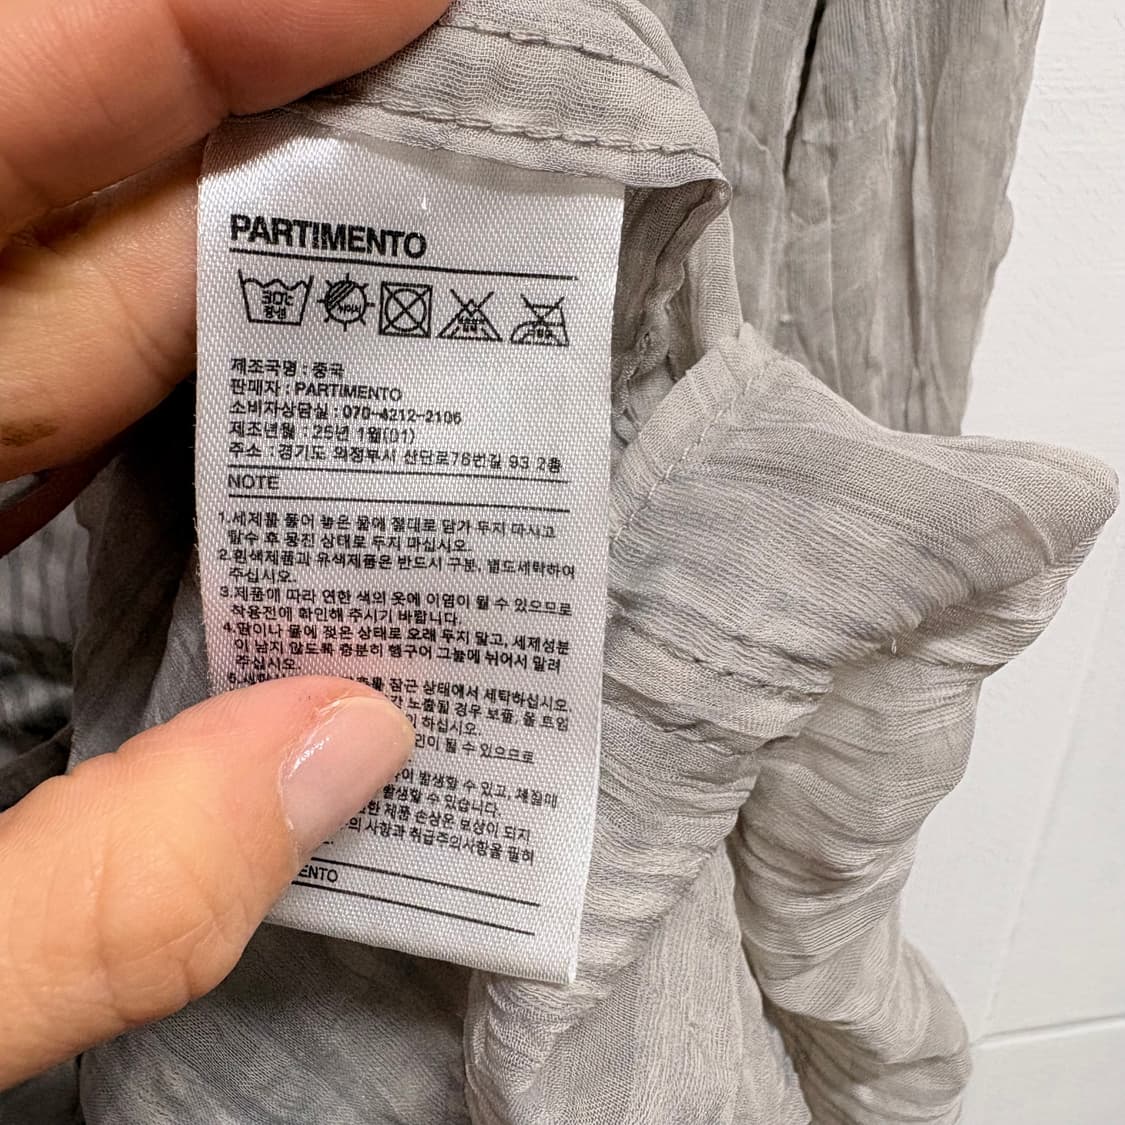 PARTIMENTO
30℃
중성
제조국명 : 중국
판매자 : PARTIMENTO
소비자상담실 : 070-4212-2106
제조년월 : 25년 1월(01)
주소 : 경기도 의정부시 산단로76번길 93 2층
NOTE
1.세제를 풀어 놓은 물에 절대로 담가 두지 마시고
탈수 후 뭉친 상태로 두지 마십시오.
2.흰색제품과 유색제품은 반드시 구분, 별도세탁하여
주십시오.
3.제품에 따라 연한 색의 옷에 이염이 될 수 있으므로
착용전에 확인해 주시기 바랍니다.
4.땀이나 물에 젖은 상태로 오래 두지 말고, 세제성분
이 남지 않도록 충분히 헹구어 그늘에 뉘어서 말려
주십시오.
잠근 상태에서 세탁하십시오.
노출될 경우 보풀, 올 트임
하십시오.
될 수 있으므로
발생할 수 있고, 체질에
발생할 수 있습니다.
제품 손상은 보상이 되지
사항과 취급주의사항을 필히
ENTO